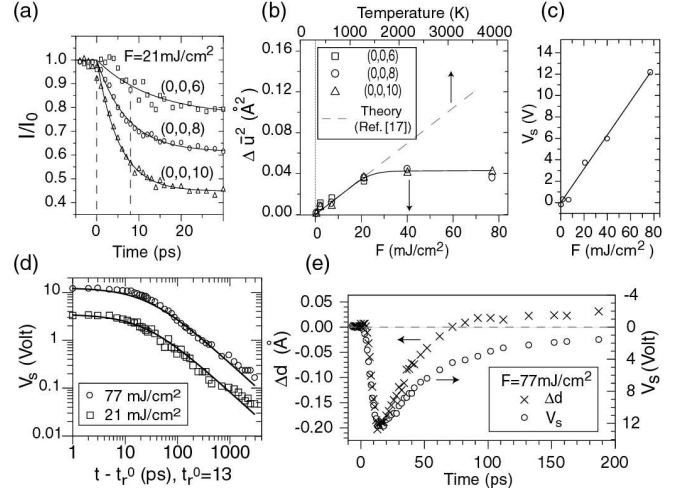 (a)
F=21mJ/cm²
(0,0,6)
(0,0,8)
(0,0,10)
I/I₀
1.0
0.9
0.8
0.7
0.6
0.5
0.4
0 10 20
Time (ps)
(b)
Temperature (K)
0 1000 2000 3000 4000
0.16
0.12
0.08
0.04
0.00
Δ ū² (Å²)
(0,0,6)
(0,0,8)
(0,0,10)
Theory
(Ref.[17])
0 20 40 60 80
F (mJ/cm²)
(c)
14
12
10
8
6
4
2
0
Vₛ (V)
0 20 40 60 80
F (mJ/cm²)
(d)
10
1
0.1
0.01
Vₛ (Volt)
77 mJ/cm²
21 mJ/cm²
1 10 100 1000
t - tᵣ⁰ (ps), tᵣ⁰=13
(e)
0.05
0.00
-0.05
-0.10
-0.15
-0.20
Δd (Å)
-4
0
4
8
12
Vₛ (Volt)
F=77mJ/cm²
Δd
Vₛ
0 50 100 150 200
Time (ps)